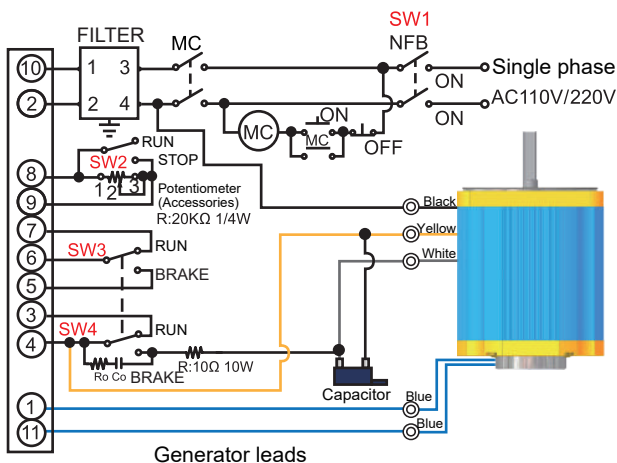 SW1
FILTER
MC
NFB
10
1
3
ON
Single phase
2
2
4
ON
AC110V/220V
MC
ON
MC
OFF
RUN
SW2
STOP
8
1
2
3
Potentiometer
(Accessories)
R:20KΩ 1/4W
9
Black
7
Yellow
RUN
SW3
6
White
BRAKE
5
3
SW4
RUN
4
R:10Ω 10W
Ro Co
BRAKE
Capacitor
1
Blue
11
Blue
Generator leads